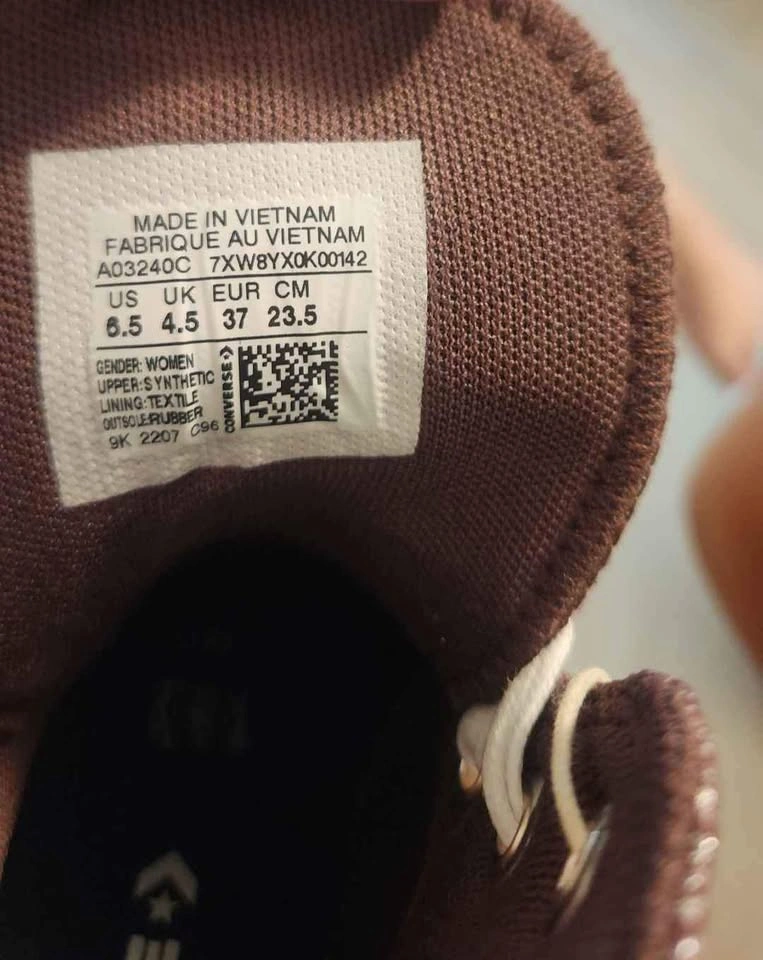 MADE IN VIETNAM
FABRIQUE AU VIETNAM
A03240C 7XW8YX0K00142
US UK EUR CM
6.5 4.5 37 23.5
GENDER: WOMEN
UPPER:SYNTHETIC
LINING:TEXTILE
OUTSOLE:RUBBER
9K 2207 C96
CONVERSE